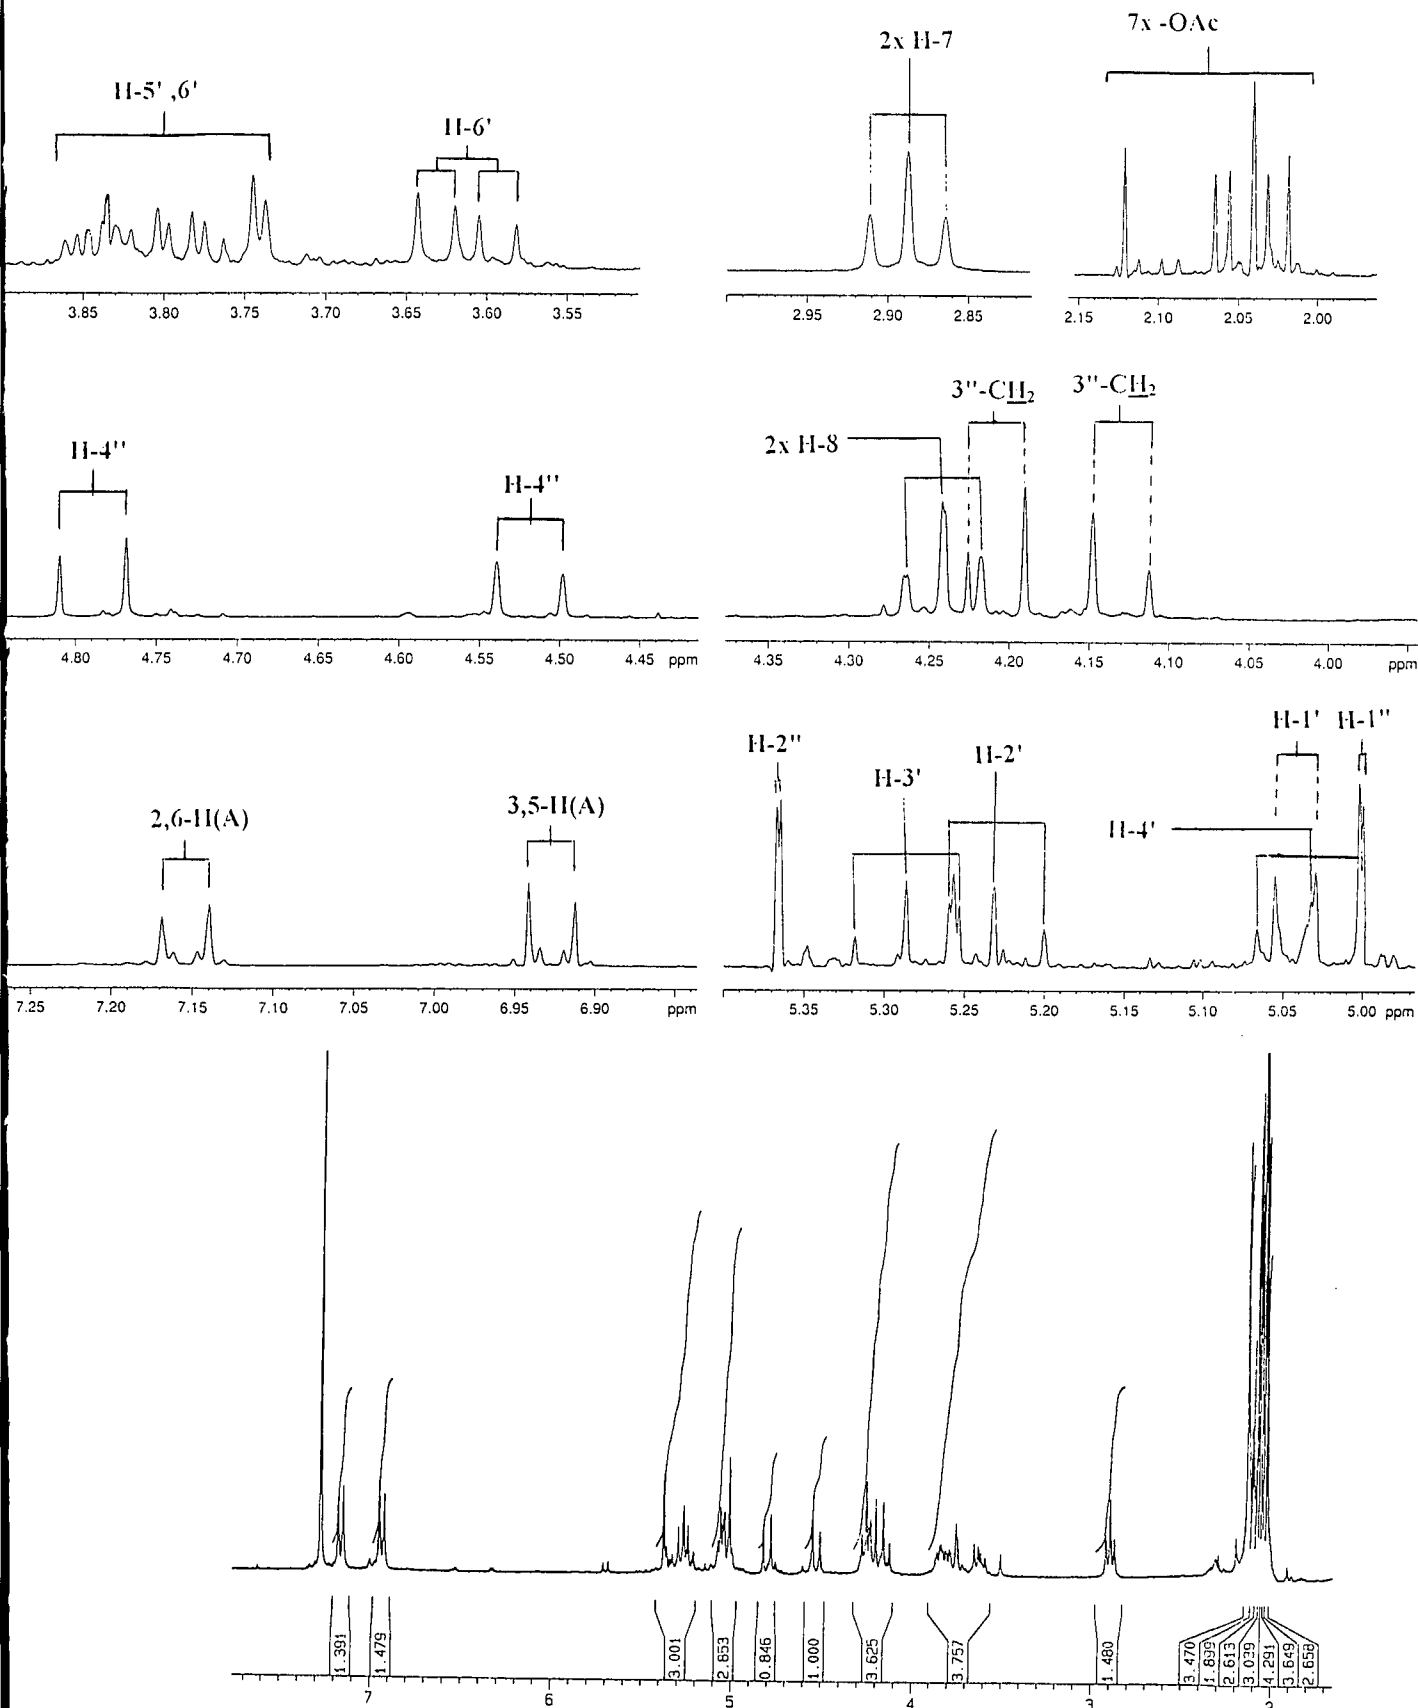 7x -OAc
2x H-7
H-5' ,6'
H-6'
3.85 3.80 3.75 3.70 3.65 3.60 3.55
2.95 2.90 2.85
2.15 2.10 2.05 2.00
3''-CH₂ 3''-CH₂
2x H-8
H-4''
H-4''
4.80 4.75 4.70 4.65 4.60 4.55 4.50 4.45 ppm
4.35 4.30 4.25 4.20 4.15 4.10 4.05 4.00 ppm
H-1' H-1''
H-2''
H-2'
H-3'
3,5-H(A)
2,6-H(A)
H-4'
7.25 7.20 7.15 7.10 7.05 7.00 6.95 6.90 ppm
5.35 5.30 5.25 5.20 5.15 5.10 5.05 5.00 ppm
1.391 1.479 3.001 2.853 0.846 1.000 3.625 3.757 1.480 3.470 1.899 2.613 3.039 4.291 3.649 2.658
7 6 5 4 3 2